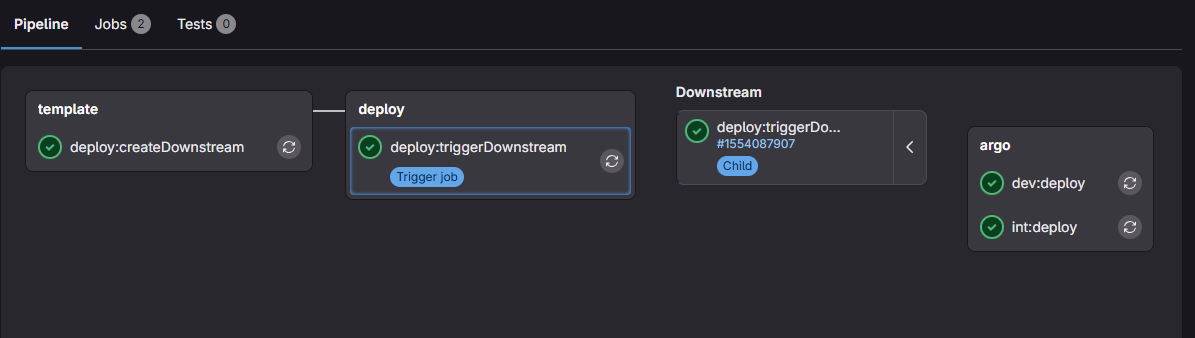 Pipeline Jobs 2 Tests 0
template
deploy:createDownstream
deploy
deploy:triggerDownstream
Trigger job
Downstream
deploy:triggerDo...
#1554087907
Child
argo
dev:deploy
int:deploy